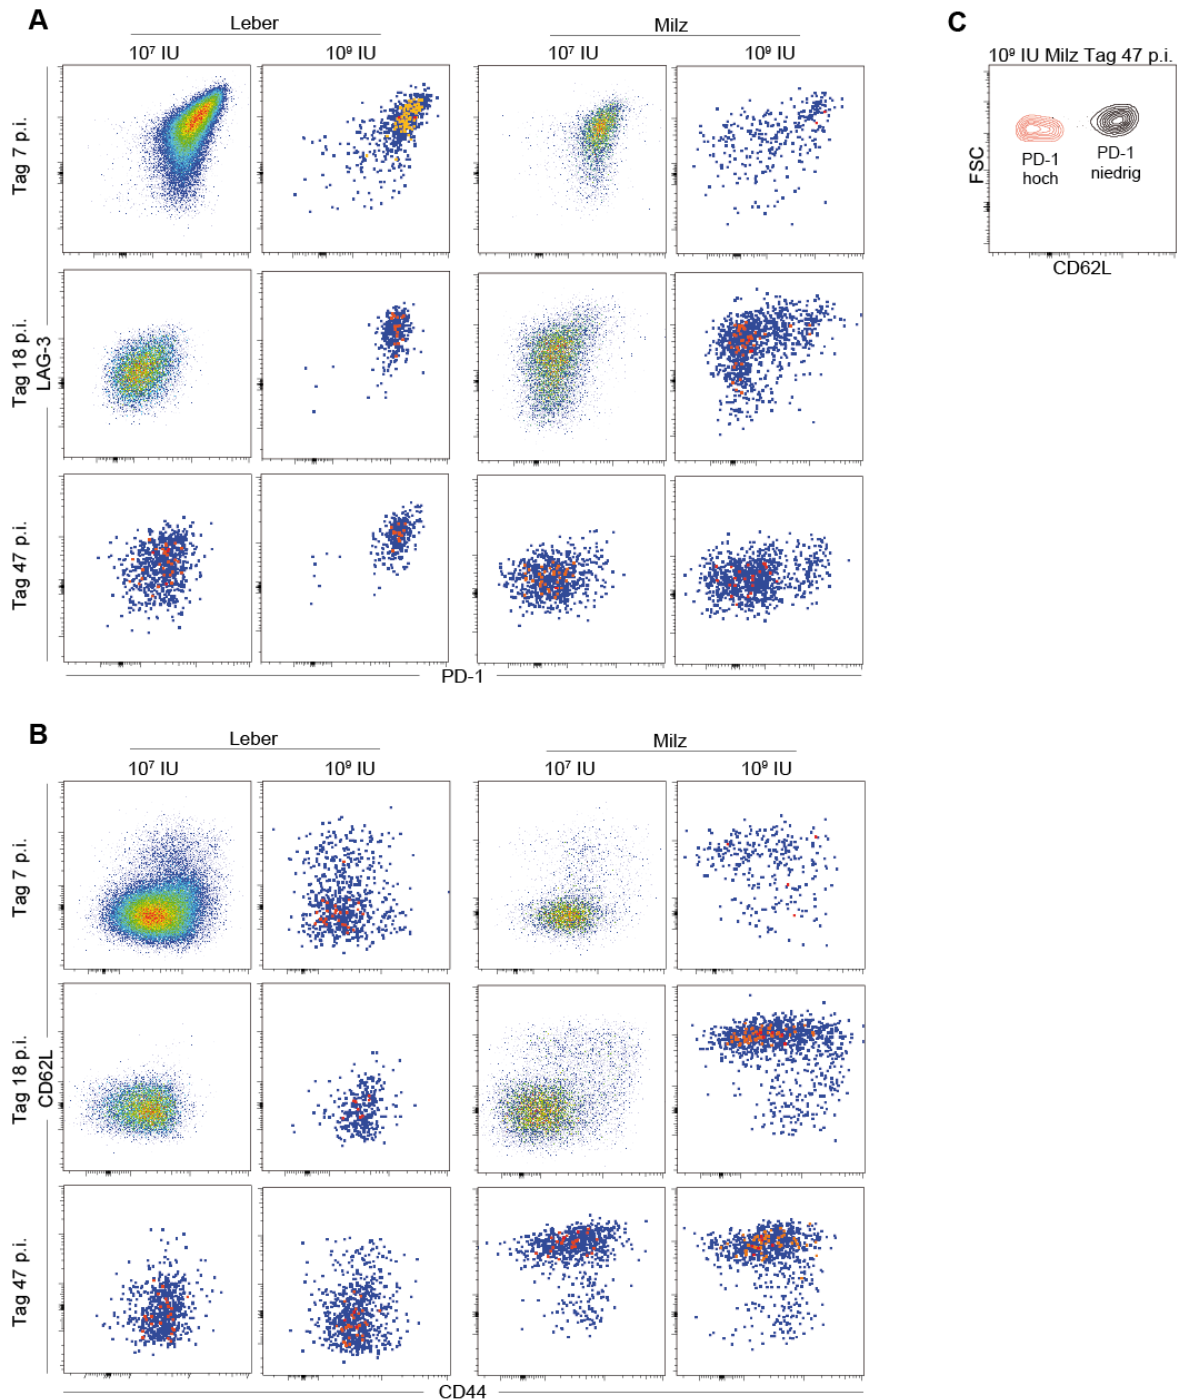 A
Leber
Milz
10⁷ IU
10⁹ IU
10⁷ IU
10⁹ IU
Tag 7 p.i.
Tag 18 p.i.
LAG-3
Tag 47 p.i.
PD-1
C
10⁹ IU Milz Tag 47 p.i.
FSC
PD-1
hoch
PD-1
niedrig
CD62L
B
Leber
Milz
10⁷ IU
10⁹ IU
10⁷ IU
10⁹ IU
Tag 7 p.i.
Tag 18 p.i.
CD62L
Tag 47 p.i.
CD44